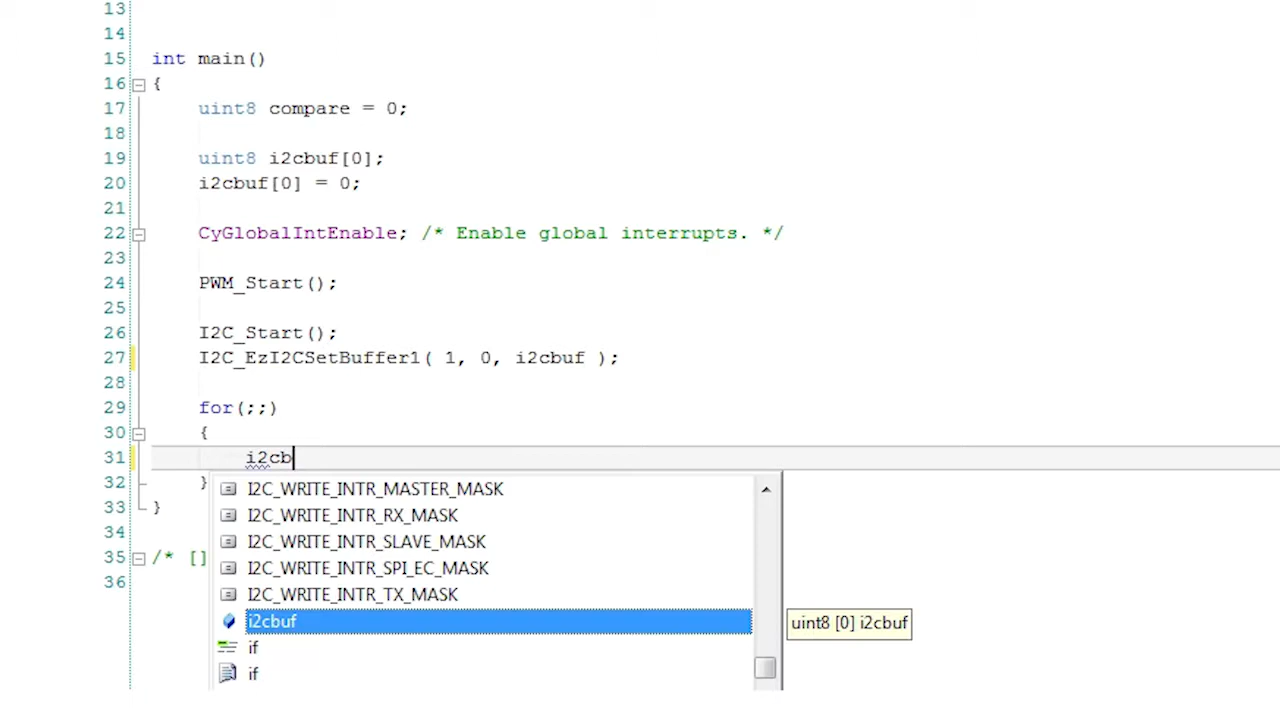 13
14
15 int main()
16 {
17 uint8 compare = 0;
18
19 uint8 i2cbuf[0];
20 i2cbuf[0] = 0;
21
22 CyGlobalIntEnable; /* Enable global interrupts. */
23
24 PWM_Start();
25
26 I2C_Start();
27 I2C_EzI2CSetBuffer1( 1, 0, i2cbuf );
28
29 for(;;)
30 {
31 i2cb
32 }
33 }
34
35 /* []
36
I2C_WRITE_INTR_MASTER_MASK
I2C_WRITE_INTR_RX_MASK
I2C_WRITE_INTR_SLAVE_MASK
I2C_WRITE_INTR_SPI_EC_MASK
I2C_WRITE_INTR_TX_MASK
i2cbuf
uint8 [0] i2cbuf
if
if